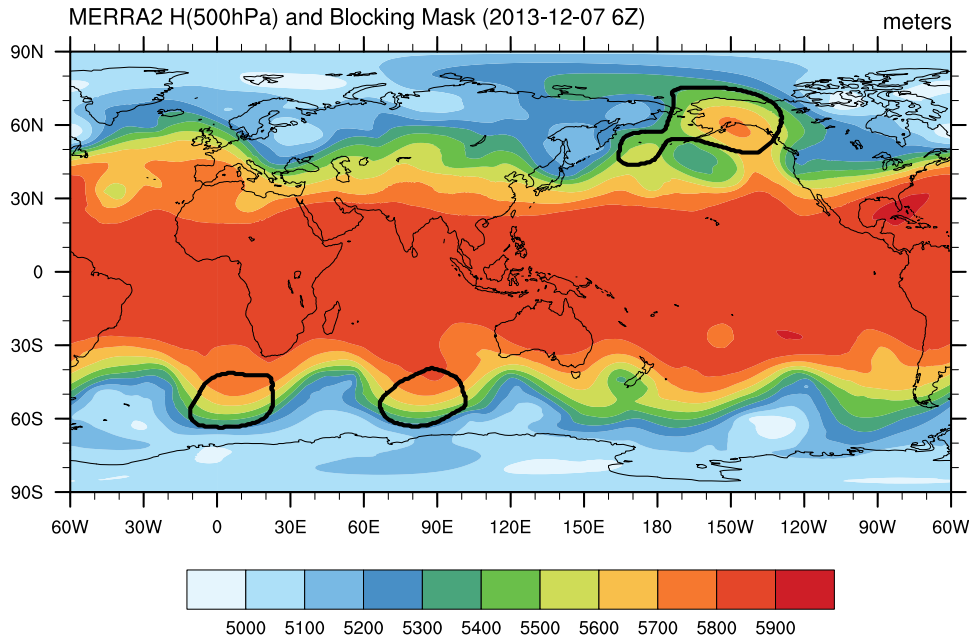 MERRA2 H(500hPa) and Blocking Mask (2013-12-07 6Z) meters
90N
60N
30N
0
30S
60S
90S
60W 30W 0 30E 60E 90E 120E 150E 180 150W 120W 90W 60W
5000 5100 5200 5300 5400 5500 5600 5700 5800 5900